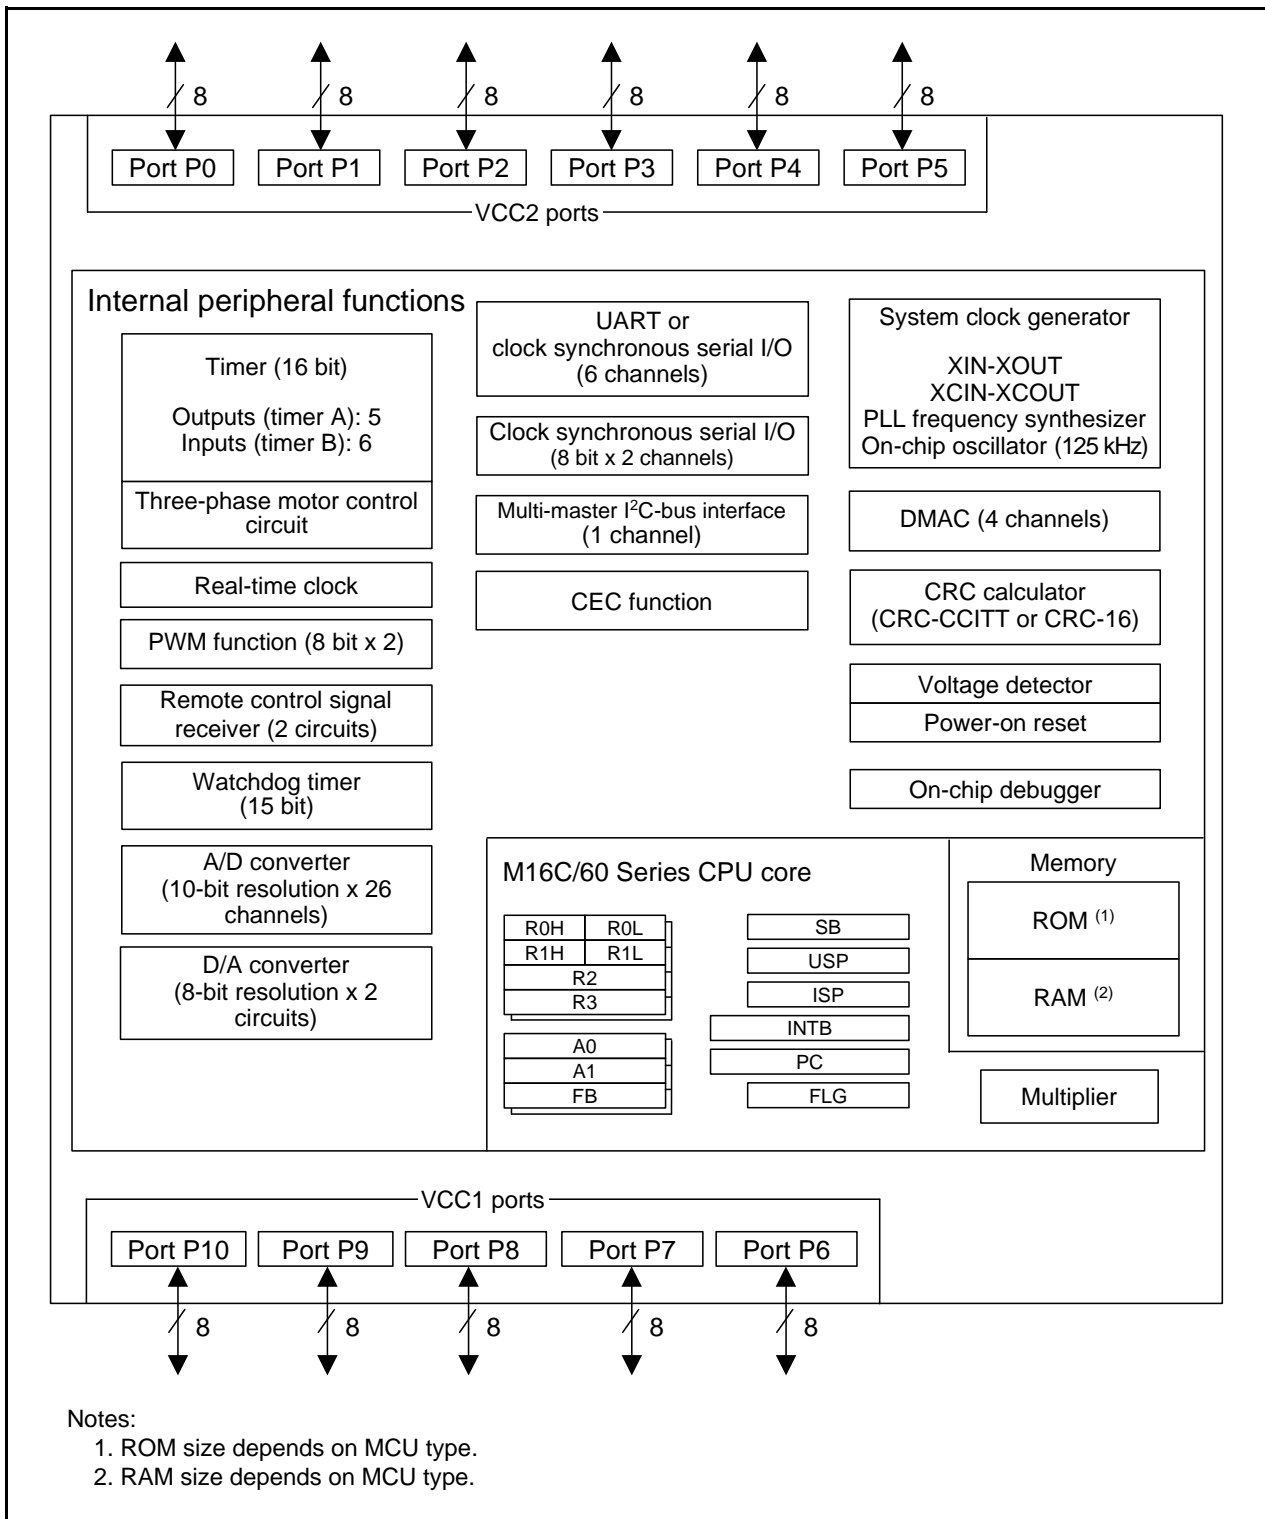 8 8 8 8 8 8
Port P0 Port P1 Port P2 Port P3 Port P4 Port P5
VCC2 ports
Internal peripheral functions
Timer (16 bit)
Outputs (timer A): 5
Inputs (timer B): 6
Three-phase motor control
circuit
Real-time clock
PWM function (8 bit x 2)
Remote control signal
receiver (2 circuits)
Watchdog timer
(15 bit)
A/D converter
(10-bit resolution x 26
channels)
D/A converter
(8-bit resolution x 2
circuits)
UART or
clock synchronous serial I/O
(6 channels)
Clock synchronous serial I/O
(8 bit x 2 channels)
Multi-master I²C-bus interface
(1 channel)
CEC function
System clock generator
XIN-XOUT
XCIN-XCOUT
PLL frequency synthesizer
On-chip oscillator (125 kHz)
DMAC (4 channels)
CRC calculator
(CRC-CCITT or CRC-16)
Voltage detector
Power-on reset
On-chip debugger
M16C/60 Series CPU core
R0H R0L
R1H R1L
R2
R3
A0
A1
FB
SB
USP
ISP
INTB
PC
FLG
Memory
ROM (1)
RAM (2)
Multiplier
VCC1 ports
Port P10 Port P9 Port P8 Port P7 Port P6
8 8 8 8 8
Notes:
1. ROM size depends on MCU type.
2. RAM size depends on MCU type.